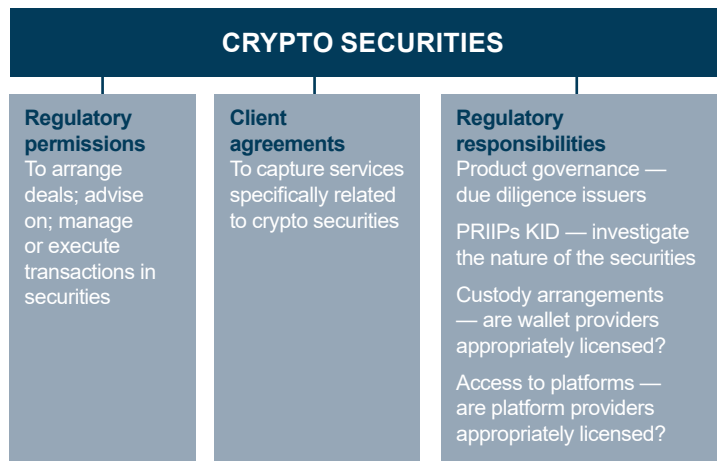 CRYPTO SECURITIES
Regulatory
permissions
To arrange
deals; advise
on; manage
or execute
transactions in
securities
Client
agreements
To capture services
specifically related
to crypto securities
Regulatory
responsibilities
Product governance —
due diligence issuers
PRIIPs KID — investigate
the nature of the securities
Custody arrangements
— are wallet providers
appropriately licensed?
Access to platforms —
are platform providers
appropriately licensed?